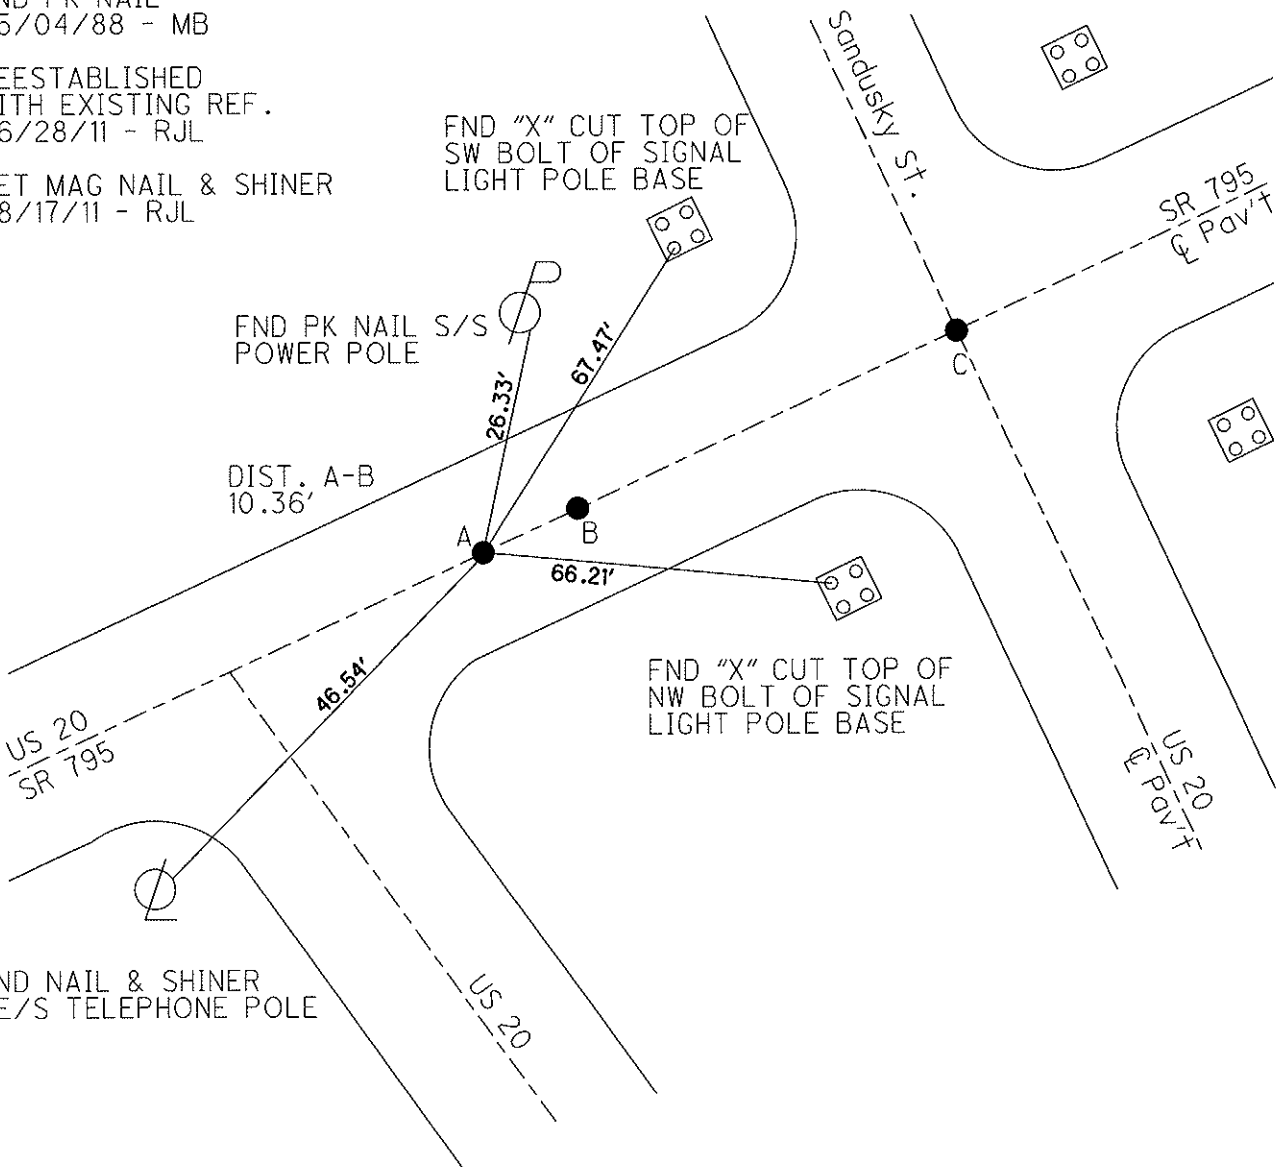 PK NAIL
5/04/88 - MB
EESTABLISHED
ITH EXISTING REF.
6/28/11 - RJL
ET MAG NAIL & SHINER
8/17/11 - RJL
FND "X" CUT TOP OF
SW BOLT OF SIGNAL
LIGHT POLE BASE
Sandusky St.
SR 795
℄ Pav't
FND PK NAIL S/S
POWER POLE
67.47'
26.33'
C
DIST. A-B
10.36'
A
B
66.21'
46.54'
FND "X" CUT TOP OF
NW BOLT OF SIGNAL
LIGHT POLE BASE
US 20
SR 795
US 20
℄ Pav't
ND NAIL & SHINER
E/S TELEPHONE POLE
US 20